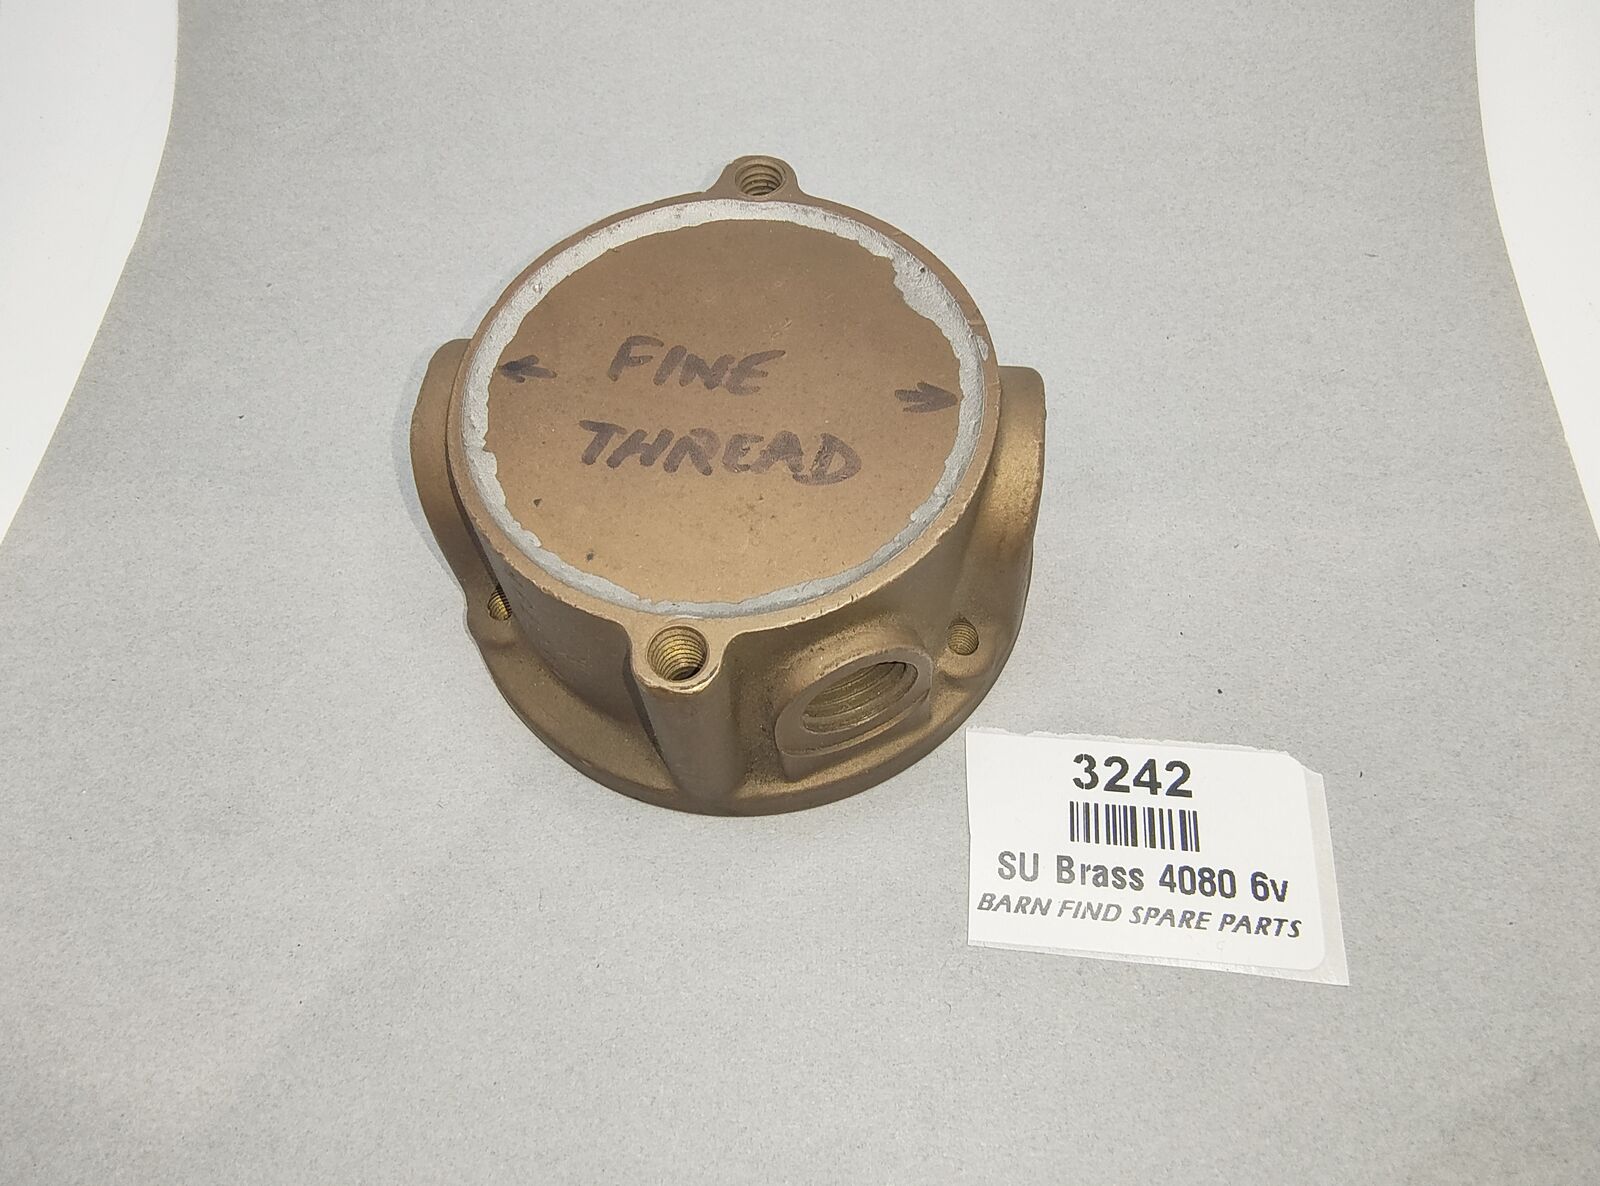 ← FINE →
THREAD
3242
SU Brass 4080 6v
BARN FIND SPARE PARTS